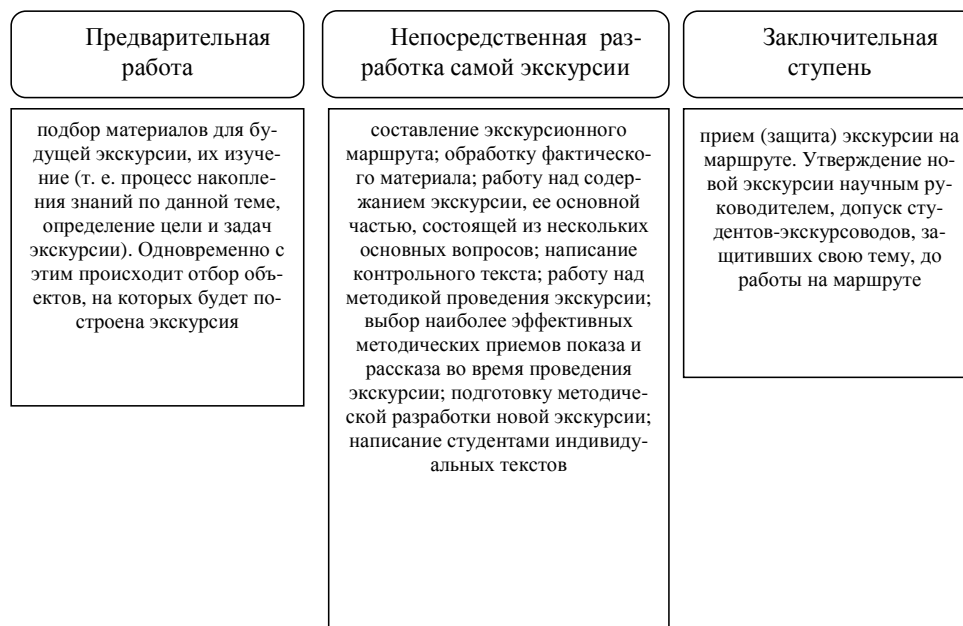 Предварительная
работа
подбор материалов для бу-
дущей экскурсии, их изуче-
ние (т. е. процесс накопле-
ния знаний по данной теме,
определение цели и задач
экскурсии). Одновременно с
этим происходит отбор объ-
ектов, на которых будет по-
строена экскурсия
Непосредственная раз-
работка самой экскурсии
составление экскурсионного
маршрута; обработку фактическо-
го материала; работу над содер-
жанием экскурсии, ее основной
частью, состоящей из нескольких
основных вопросов; написание
контрольного текста; работу над
методикой проведения экскурсии;
выбор наиболее эффективных
методических приемов показа и
рассказа во время проведения
экскурсии; подготовку методиче-
ской разработки новой экскурсии;
написание студентами индивиду-
альных текстов
Заключительная
ступень
прием (защита) экскурсии на
маршруте. Утверждение но-
вой экскурсии научным ру-
ководителем, допуск сту-
дентов-экскурсоводов, за-
щитивших свою тему, до
работы на маршруте